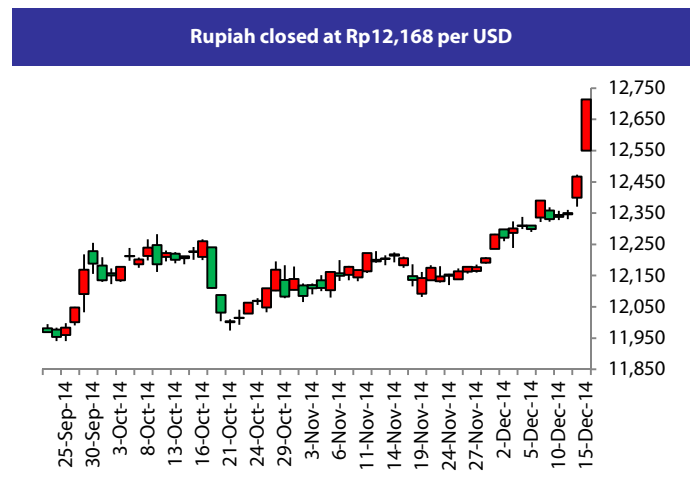 Rupiah closed at Rp12,168 per USD
12,750
12,650
12,550
12,450
12,350
12,250
12,150
12,050
11,950
11,850
25-Sep-14
30-Sep-14
3-Oct-14
8-Oct-14
13-Oct-14
16-Oct-14
21-Oct-14
24-Oct-14
29-Oct-14
3-Nov-14
6-Nov-14
11-Nov-14
14-Nov-14
19-Nov-14
24-Nov-14
27-Nov-14
2-Dec-14
5-Dec-14
10-Dec-14
15-Dec-14